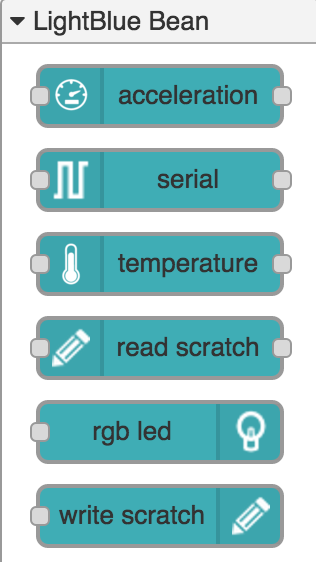 LightBlue Bean
acceleration
serial
temperature
read scratch
rgb led
write scratch